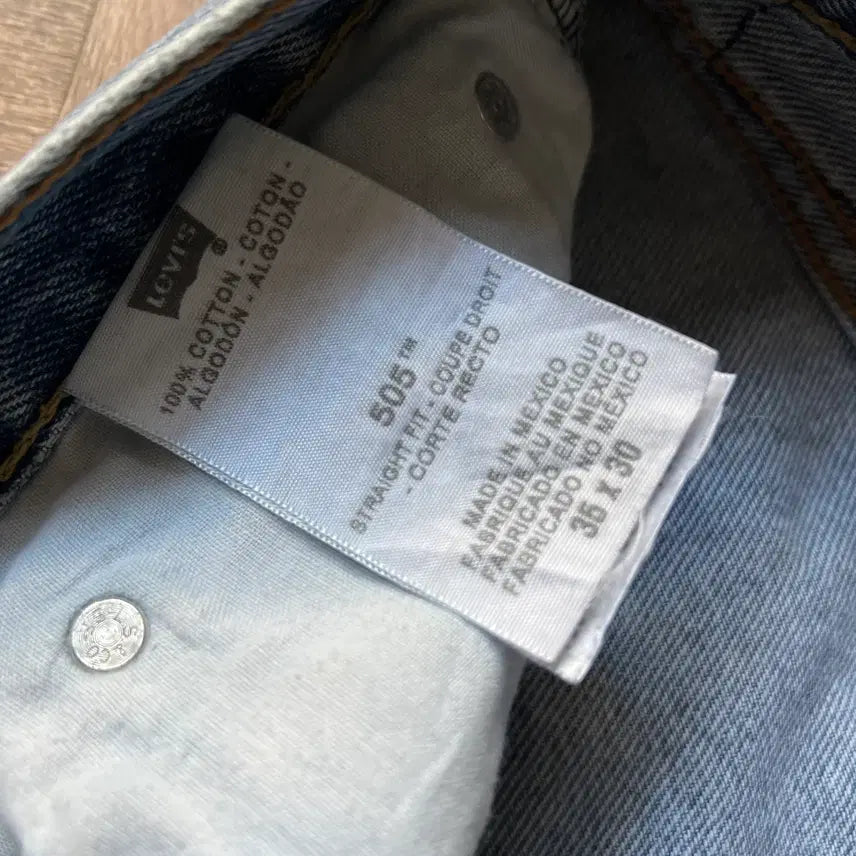 LEVI'S ®
100% COTTON - COTON -
ALGODÓN - ALGODÃO
505™
STRAIGHT FIT - COUPE DROIT
- CORTE RECTO
MADE IN MEXICO
FABRIQUE AU MEXIQUE
FABRICADO EN MEXICO
FABRICADO NO MÉXICO
36 X 30